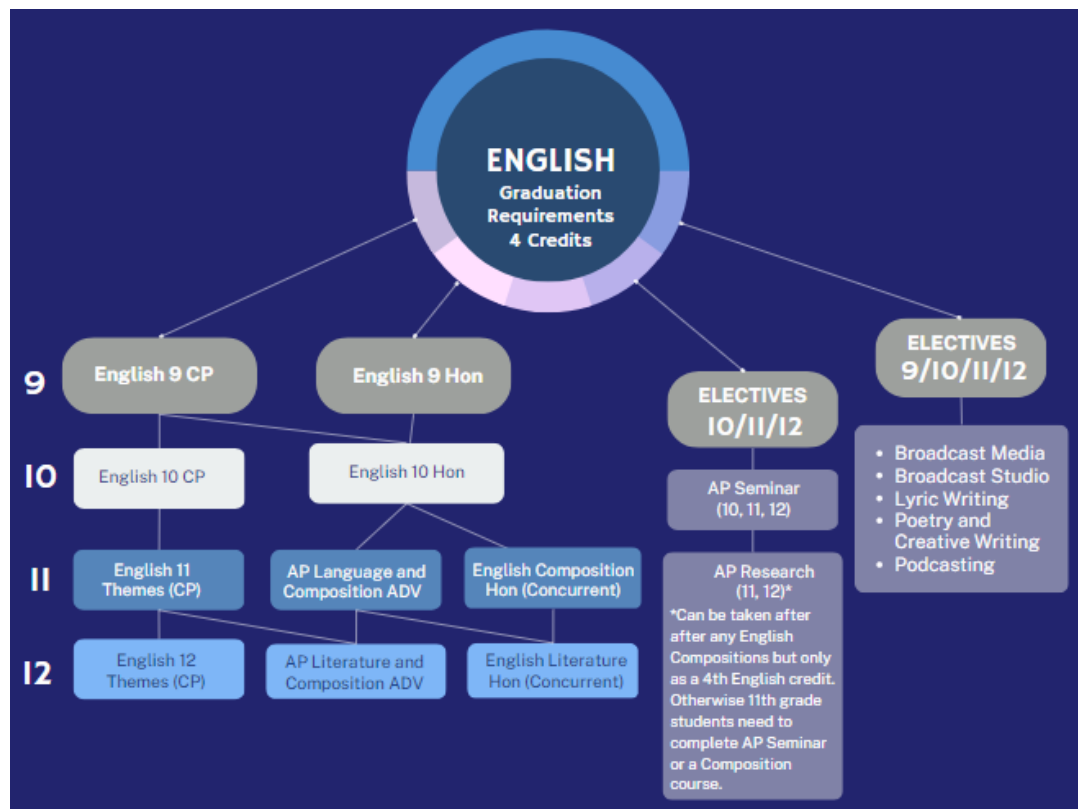 ENGLISH
Graduation
Requirements
4 Credits
9
English 9 CP
English 9 Hon
ELECTIVES
10/11/12
ELECTIVES
9/10/11/12
10
English 10 CP
English 10 Hon
AP Seminar
(10, 11, 12)
• Broadcast Media
• Broadcast Studio
• Lyric Writing
• Poetry and
Creative Writing
• Podcasting
11
English 11
Themes (CP)
AP Language and
Composition ADV
English Composition
Hon (Concurrent)
AP Research
(11, 12)*
*Can be taken after
after any English
Compositions but only
as a 4th English credit.
Otherwise 11th grade
students need to
complete AP Seminar
or a Composition
course.
12
English 12
Themes (CP)
AP Literature and
Composition ADV
English Literature
Hon (Concurrent)